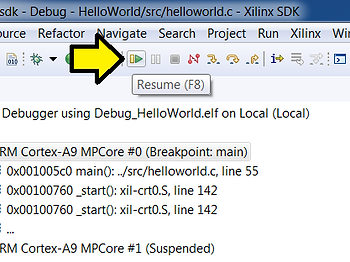 sdk - Debug - HelloWorld/src/helloworld.c - Xilinx SDK
ource Refactor Navigate Search Project Run Xilinx Win
Resume (F8)
Debugger using Debug_HelloWorld.elf on Local (Local)
RM Cortex-A9 MPCore #0 (Breakpoint: main)
0x001005c0 main(): ../src/helloworld.c, line 55
0x00100760 _start(): xil-crt0.S, line 142
0x00100760 _start(): xil-crt0.S, line 142
...
RM Cortex-A9 MPCore #1 (Suspended)